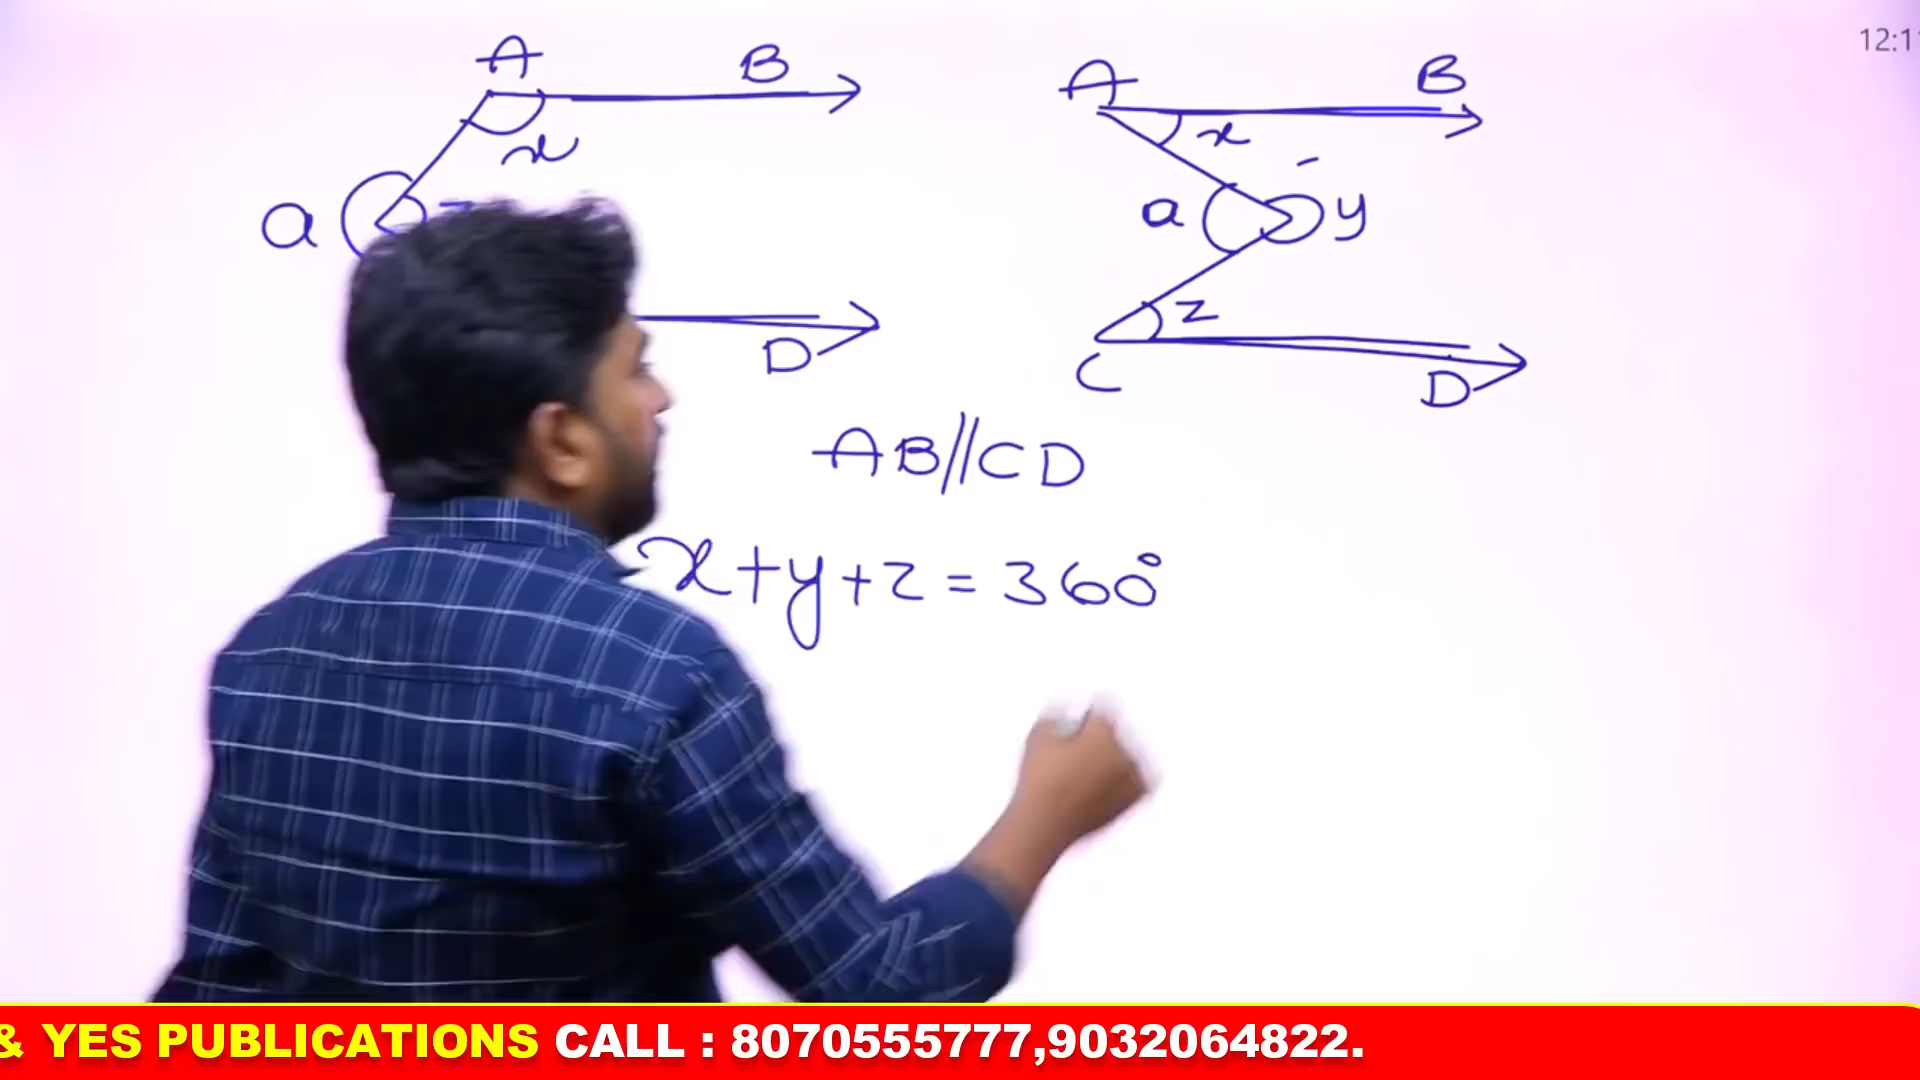 12:1
A B
x
a
D
A B
x
a y
z
C D
AB//CD
x+y+z=360°
& YES PUBLICATIONS CALL : 8070555777,9032064822.